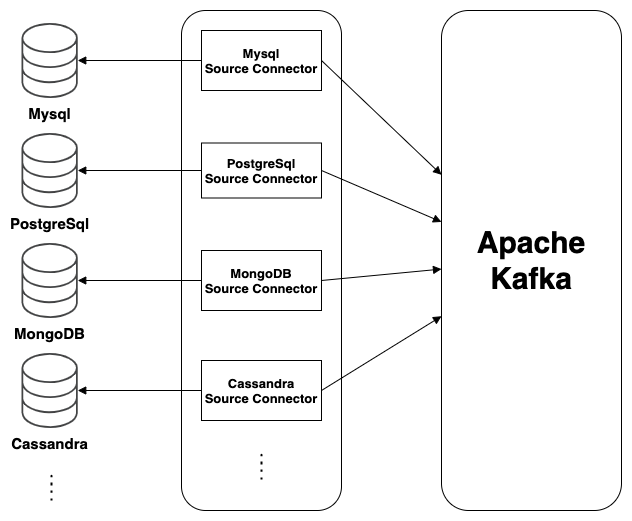 Mysql
Source Connector
Mysql
PostgreSql
Source Connector
PostgreSql
Apache
Kafka
MongoDB
Source Connector
MongoDB
Cassandra
Source Connector
Cassandra